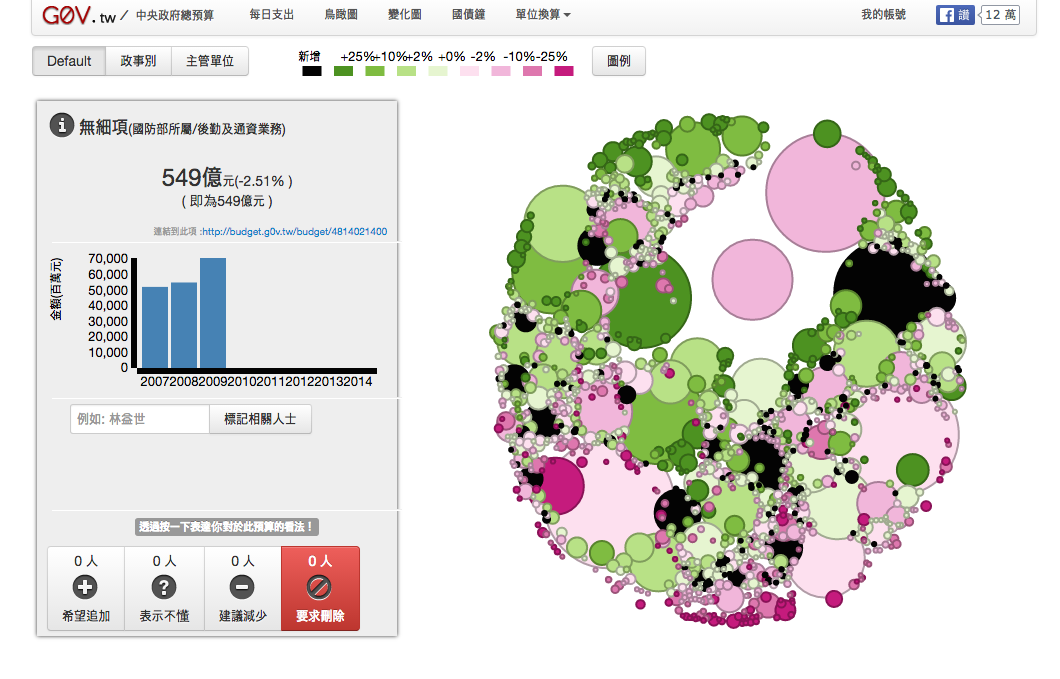 G0V.tw / 中央政府總預算 每日支出 鳥瞰圖 變化圖 國債鐘 單位換算 我的帳號 讚 12 萬
Default 政事別 主管單位 新增 +25% +10% +2% +0% -2% -10% -25% 圖例
無細項(國防部所屬/後勤及通資業務)
549億元(-2.51% )
( 即為549億元 )
連結到此項 :http://budget.g0v.tw/budget/4814021400
金額(百萬元)
70,000
60,000
50,000
40,000
30,000
20,000
10,000
0
2007 2008 2009 2010 2011 2012 2013 2014
例如: 林益世 標記相關人士
透過按一下表達你對於此預算的看法！
0 人 0 人 0 人 0 人
希望追加 表示不懂 建議減少 要求刪除